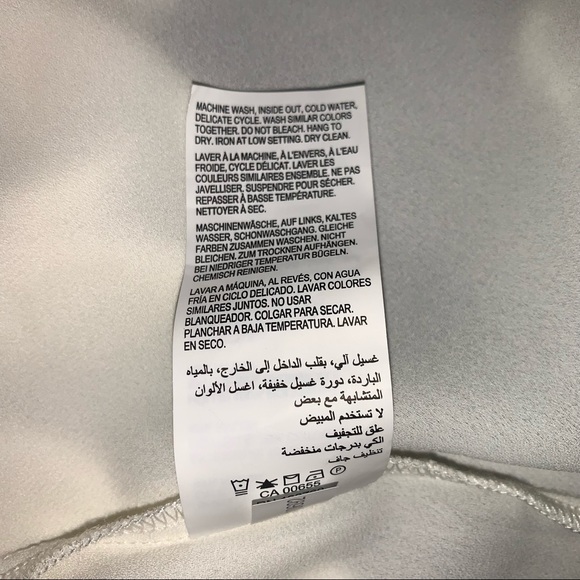 MACHINE WASH, INSIDE OUT, COLD WATER,
DELICATE CYCLE. WASH SIMILAR COLORS
TOGETHER. DO NOT BLEACH. HANG TO
DRY. IRON AT LOW SETTING. DRY CLEAN.
LAVER À LA MACHINE, À L'ENVERS, À L'EAU
FROIDE, CYCLE DÉLICAT. LAVER LES
COULEURS SIMILAIRES ENSEMBLE. NE PAS
JAVELLISER. SUSPENDRE POUR SÉCHER.
REPASSER À BASSE TEMPÉRATURE.
NETTOYER À SEC.
MASCHINENWÄSCHE, AUF LINKS, KALTES
WASSER, SCHONWASCHGANG. GLEICHE
FARBEN ZUSAMMEN WASCHEN. NICHT
BLEICHEN. ZUM TROCKNEN AUFHÄNGEN.
BEI NIEDRIGER TEMPERATUR BÜGELN.
CHEMISCH REINIGEN.
LAVAR A MÁQUINA, AL REVÉS, CON AGUA
FRÍA EN CICLO DELICADO. LAVAR COLORES
SIMILARES JUNTOS. NO USAR
BLANQUEADOR. COLGAR PARA SECAR.
PLANCHAR A BAJA TEMPERATURA. LAVAR
EN SECO.
غسيل آلي، بقلب الداخل إلى الخارج، بالمياه
الباردة، دورة غسيل خفيفة، اغسل الألوان
المتشابهة مع بعض
لا تستخدم المبيض
علق للتجفيف
الكي بدرجات منخفضة
تنظيف جاف
P
CA 00655